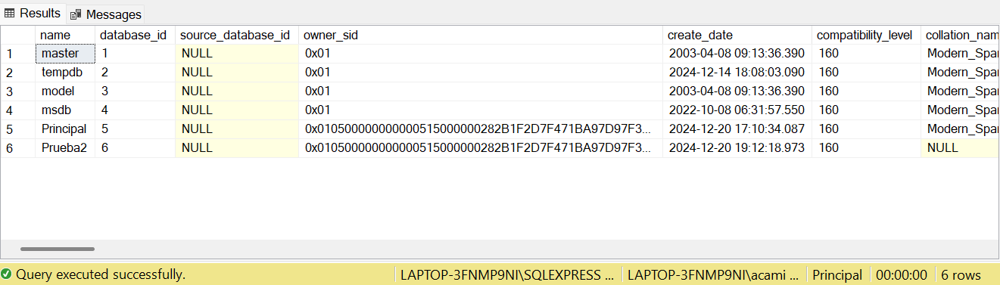 Results Messages
name database_id source_database_id owner_sid create_date compatibility_level collation_nam
1 master 1 NULL 0x01 2003-04-08 09:13:36.390 160 Modern_Spar
2 tempdb 2 NULL 0x01 2024-12-14 18:08:03.090 160 Modern_Spar
3 model 3 NULL 0x01 2003-04-08 09:13:36.390 160 Modern_Spar
4 msdb 4 NULL 0x01 2022-10-08 06:31:57.550 160 Modern_Spar
5 Principal 5 NULL 0x010500000000000515000000282B1F2D7F471BA97D97F3... 2024-12-20 17:10:34.087 160 Modern_Spar
6 Prueba2 6 NULL 0x010500000000000515000000282B1F2D7F471BA97D97F3... 2024-12-20 19:12:18.973 160 NULL
Query executed successfully. LAPTOP-3FNMP9NI\SQLEXPRESS ... LAPTOP-3FNMP9NI\acami ... Principal 00:00:00 6 rows